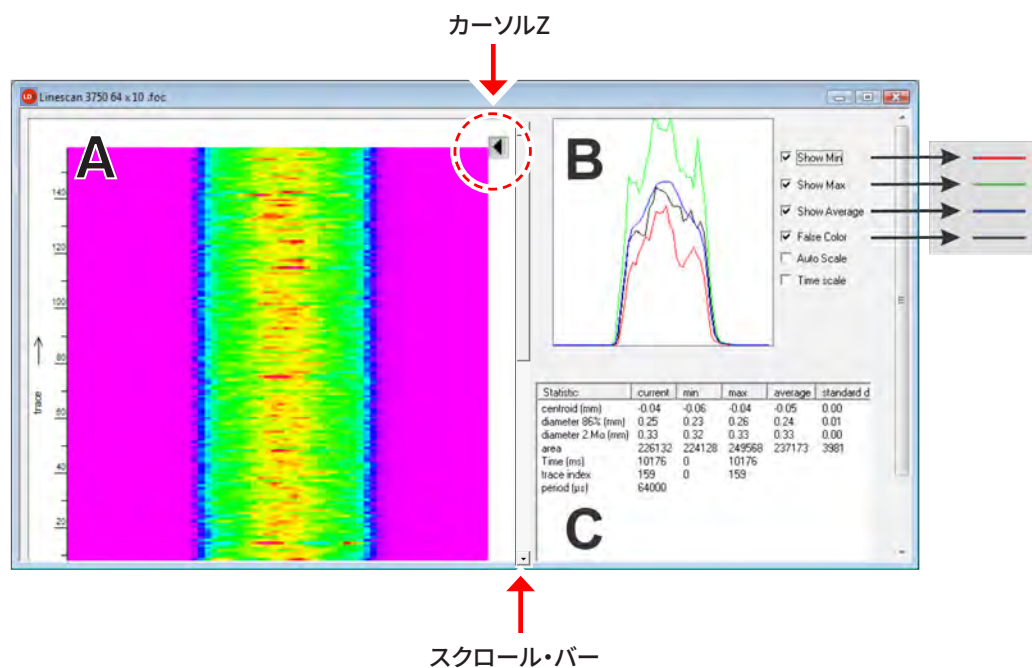 カーソルZ
LD Linescan 3750 64 x 10 .foc
A
140
120
100
80
60
40
20
trace
B
Show Min
Show Max
Show Average
False Color
Auto Scale
Time scale
Statistic current min max average standard d
centroid (mm) -0.04 -0.06 -0.04 -0.05 0.00
diameter 86% (mm) 0.25 0.23 0.26 0.24 0.01
diameter 2.Mo (mm) 0.33 0.32 0.33 0.33 0.00
area 226132 224128 249568 237173 3981
Time (ms) 10176 0 10176
trace index 159 0 159
period (µs) 64000
C
スクロール・バー